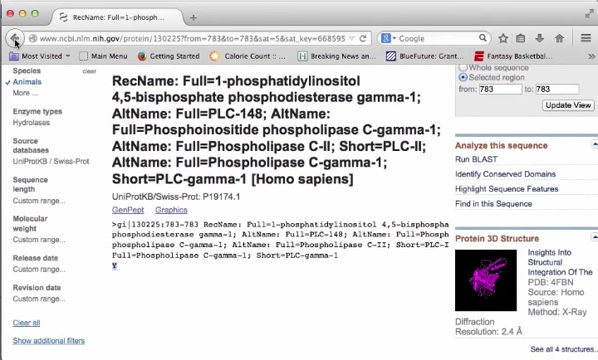 RecName: Full=1-phosph...
www.ncbi.nlm.nih.gov/protein/130225?from=783&to=783&sat=5&sat_key=668595
Google
Most Visited
Main Menu
Getting Started
Calorie Count ...
Breaking News an...
BlueFuture: Grant...
Fantasy Basketbal...
Species
clear
Animals
More ...
Enzyme types
Hydrolases
Source
databases
UniProtKB / Swiss-Prot
Sequence
length
Custom range...
Molecular
weight
Custom range...
Release date
Custom range...
Revision date
Custom range...
Clear all
Show additional filters
RecName: Full=1-phosphatidylinositol
4,5-bisphosphate phosphodiesterase gamma-1;
AltName: Full=PLC-148; AltName:
Full=Phosphoinositide phospholipase C-gamma-1;
AltName: Full=Phospholipase C-II; Short=PLC-II;
AltName: Full=Phospholipase C-gamma-1;
Short=PLC-gamma-1 [Homo sapiens]
UniProtKB/Swiss-Prot: P19174.1
GenPept Graphics
>gi|130225:783-783 RecName: Full=1-phosphatidylinositol 4,5-bisphospha
phosphodiesterase gamma-1; AltName: Full=PLC-148; AltName: Full=Phosph
phospholipase C-gamma-1; AltName: Full=Phospholipase C-II; Short=PLC-I
Full=Phospholipase C-gamma-1; Short=PLC-gamma-1
Y
Whole sequence
Selected region
from: 783 to: 783
Update View
Analyze this sequence
Run BLAST
Identify Conserved Domains
Highlight Sequence Features
Find in this Sequence
Protein 3D Structure
Insights Into
Structural
Integration Of The
PDB: 4FBN
Source: Homo
sapiens
Method: X-Ray
Diffraction
Resolution: 2.4 Å
See all 4 structures...